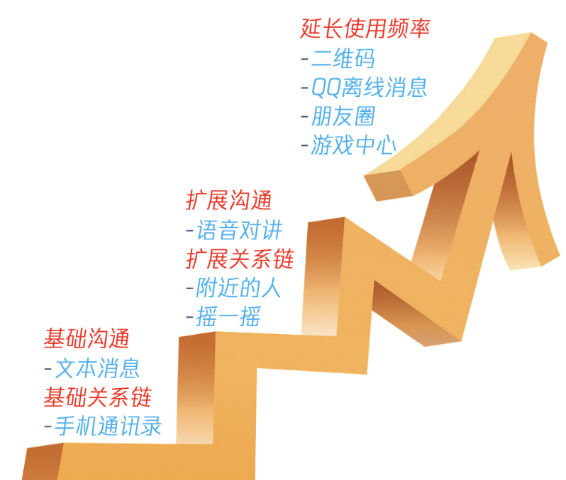 延长使用频率
-二维码
-QQ离线消息
-朋友圈
-游戏中心
扩展沟通
-语音对讲
扩展关系链
-附近的人
-摇一摇
基础沟通
-文本消息
基础关系链
-手机通讯录